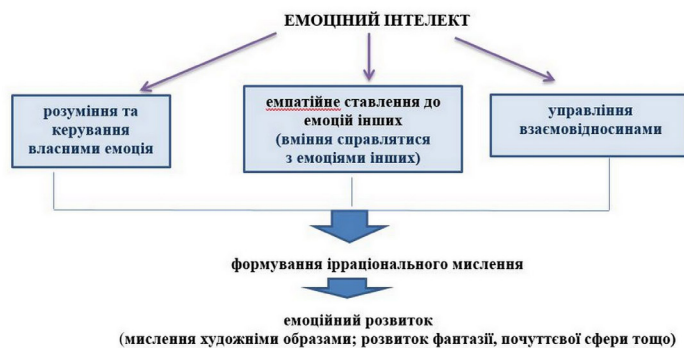 ЕМОЦІНИЙ ІНТЕЛЕКТ
розуміння та
керування
власними емоція
емпатійне ставлення до
емоцій інших
(вміння справлятися
з емоціями інших)
управління
взаємовідносинами
формування ірраціонального мислення
емоційний розвиток
(мислення художніми образами; розвиток фантазії, почуттєвої сфери тощо)